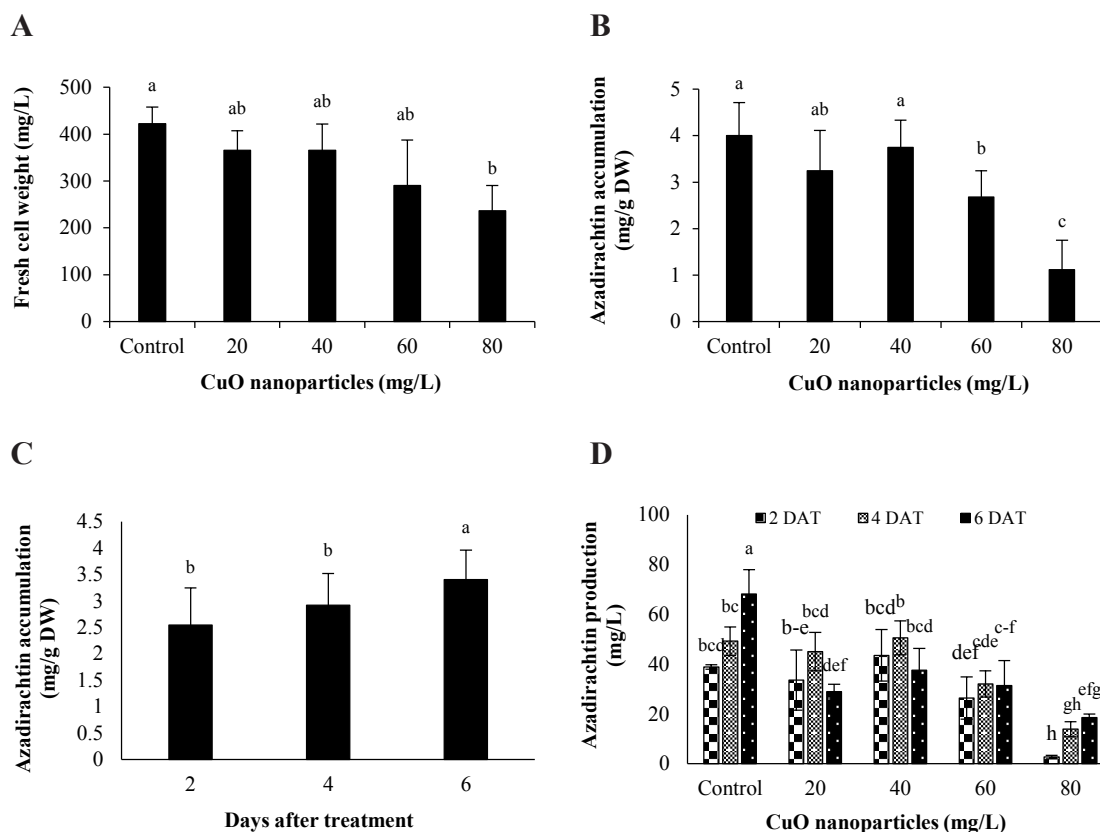 A
Fresh cell weight (mg/L)
500
400
300
200
100
0
a
ab
ab
ab
b
Control 20 40 60 80
CuO nanoparticles (mg/L)
B
Azadirachtin accumulation
(mg/g DW)
5
4
3
2
1
0
a
ab
a
b
c
Control 20 40 60 80
CuO nanoparticles (mg/L)
C
Azadirachtin accumulation
(mg/g DW)
4.5
4
3.5
3
2.5
2
1.5
1
0.5
0
b
b
a
2 4 6
Days after treatment
D
Azadirachtin production
(mg/L)
2 DAT 4 DAT 6 DAT
100
80
60
40
20
0
bcd
bc
a
b-e
bcd
def
bcd
b
bcd
def
cde
c-f
h
gh
efg
Control 20 40 60 80
CuO nanoparticles (mg/L)